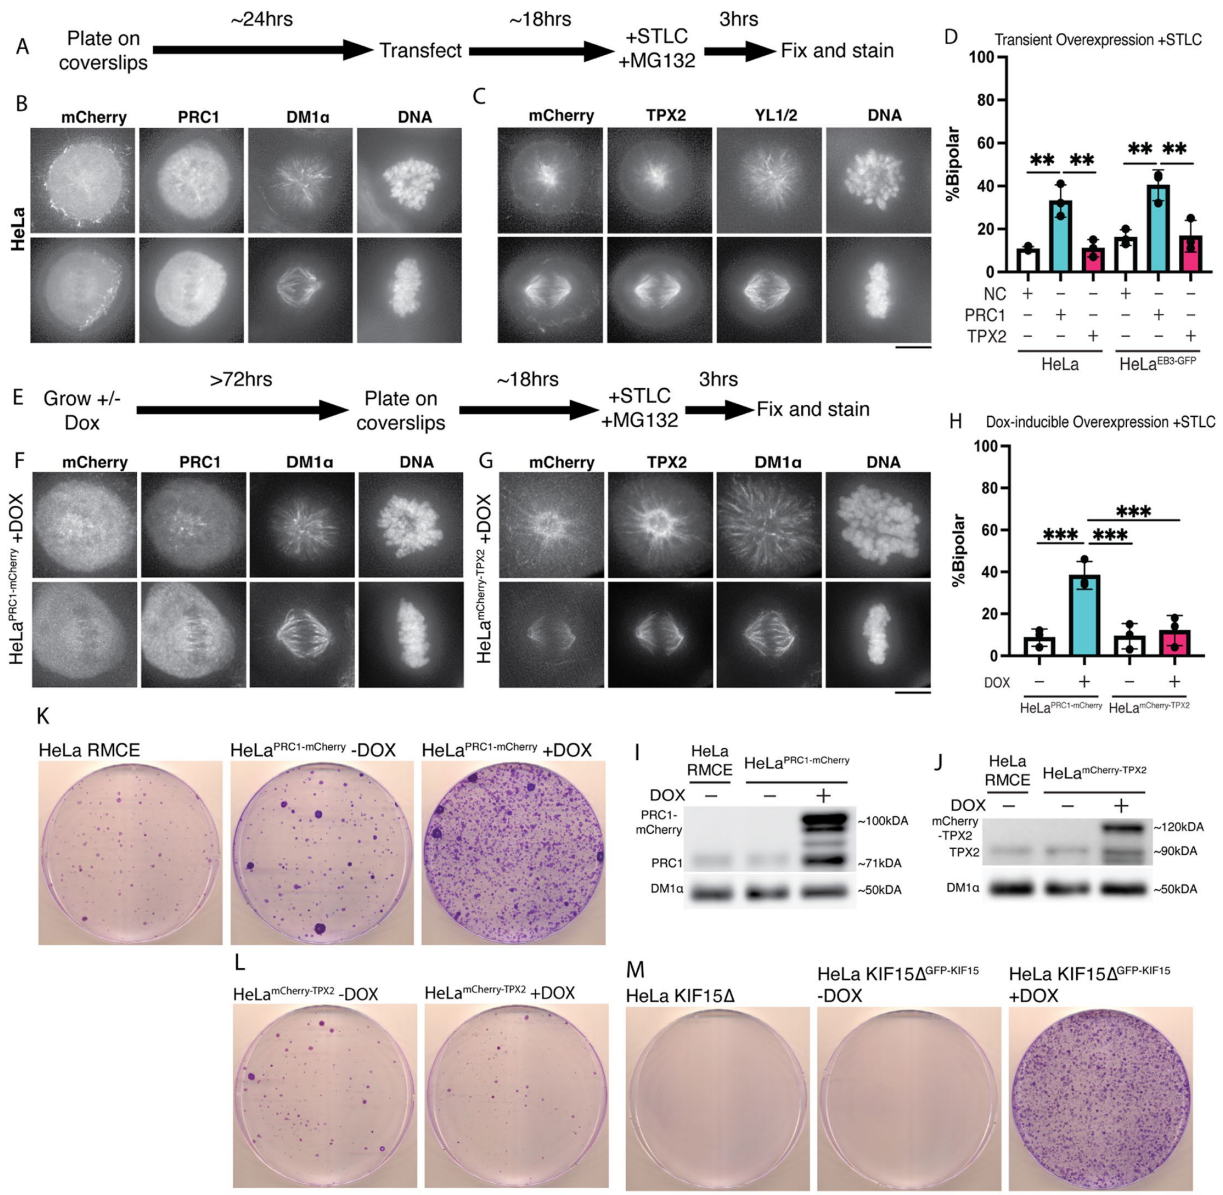 A
Plate on
coverslips
~24hrs
Transfect
~18hrs
+STLC
+MG132
3hrs
Fix and stain
B
mCherry PRC1 DM1α DNA
HeLa
C
mCherry TPX2 YL1/2 DNA
D
Transient Overexpression +STLC
%Bipolar
100
80
60
40
20
0
** ** ** **
NC + − − + − −
PRC1 − + − − + −
TPX2 − − + − − +
HeLa HeLaEB3-GFP
E
Grow +/-
Dox
>72hrs
Plate on
coverslips
~18hrs
+STLC
+MG132
3hrs
Fix and stain
F
mCherry PRC1 DM1α DNA
HeLaPRC1-mCherry +DOX
G
mCherry TPX2 DM1α DNA
HeLamCherry-TPX2 +DOX
H
Dox-inducible Overexpression +STLC
%Bipolar
100
80
60
40
20
0
***
*** ***
DOX − + − +
HeLaPRC1-mCherry HeLamCherry-TPX2
K
HeLa RMCE
HeLaPRC1-mCherry -DOX
HeLaPRC1-mCherry +DOX
I
HeLa
RMCE
HeLaPRC1-mCherry
DOX − − +
PRC1-
mCherry
~100kDA
PRC1 ~71kDA
DM1α ~50kDA
J
HeLa
RMCE
HeLamCherry-TPX2
DOX − − +
mCherry
-TPX2
~120kDA
TPX2 ~90kDA
DM1α ~50kDA
L
HeLamCherry-TPX2 -DOX
HeLamCherry-TPX2 +DOX
M
HeLa KIF15Δ
HeLa KIF15ΔGFP-KIF15
-DOX
HeLa KIF15ΔGFP-KIF15
+DOX